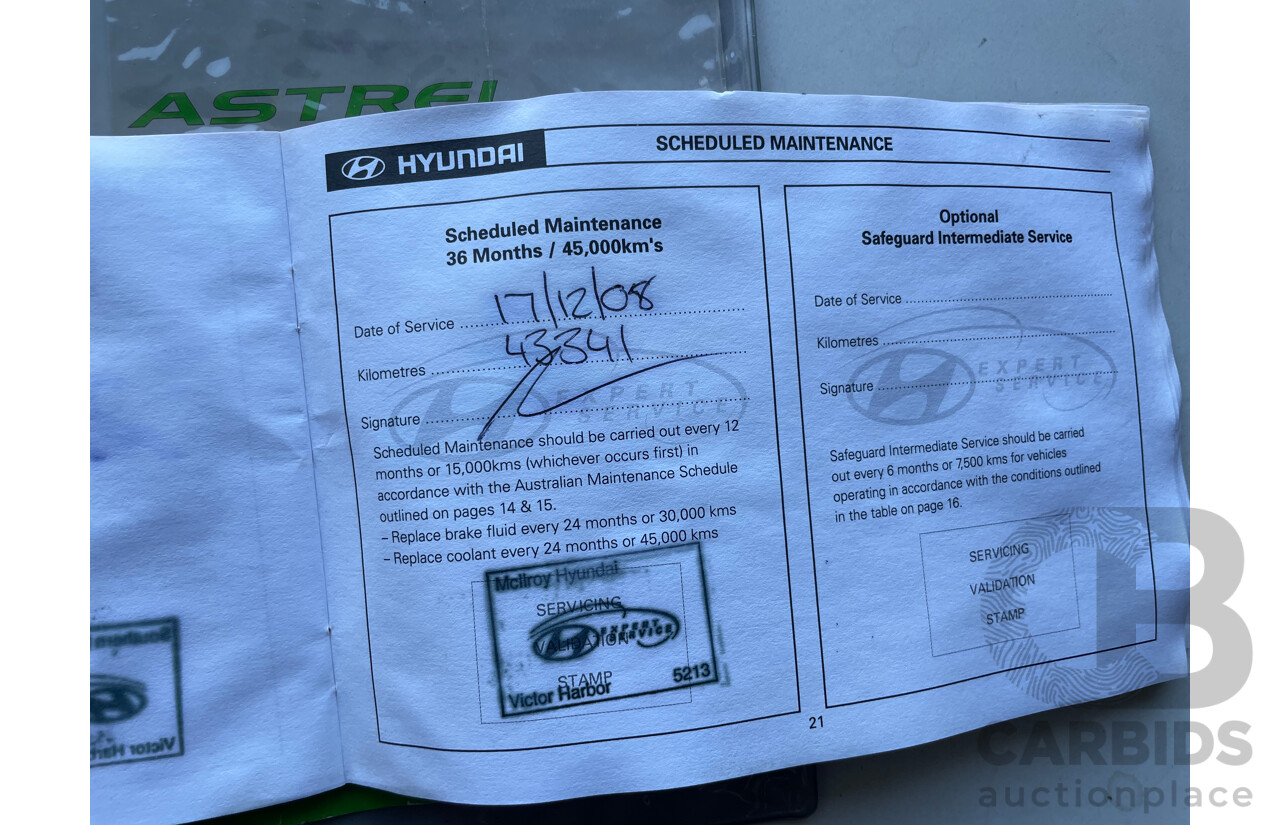 ASTRE
HYUNDAI
SCHEDULED MAINTENANCE
Scheduled Maintenance
36 Months / 45,000km's
Date of Service 17/12/08
Kilometres 43341
Signature
EXPERT
SERVICE
Scheduled Maintenance should be carried out every 12
months or 15,000kms (whichever occurs first) in
accordance with the Australian Maintenance Schedule
outlined on pages 14 & 15.
– Replace brake fluid every 24 months or 30,000 kms
– Replace coolant every 24 months or 45,000 kms
McIlroy Hyundai
SERVICING
EXPERT
SERVICE
VALIDATION
STAMP
Victor Harbor 5213
Optional
Safeguard Intermediate Service
Date of Service
Kilometres
EXPERT
SERVICE
Signature
Safeguard Intermediate Service should be carried
out every 6 months or 7,500 kms for vehicles
operating in accordance with the conditions outlined
in the table on page 16.
SERVICING
VALIDATION
STAMP
21
Southern
Victor Har
CARBIDS
auctionplace